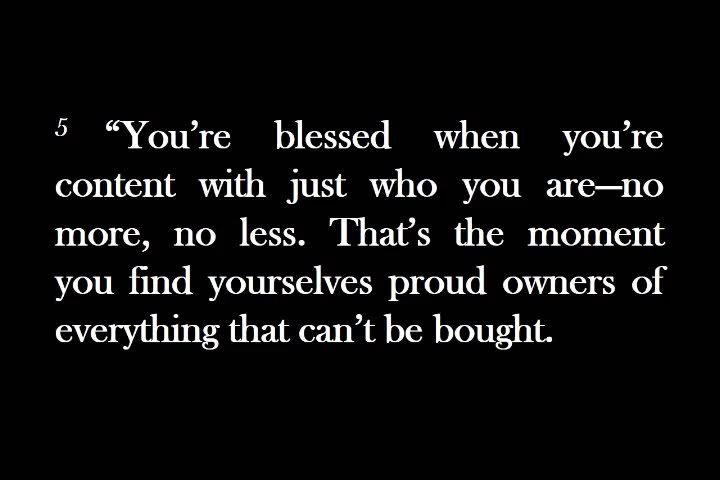 5 “You’re blessed when you’re
content with just who you are—no
more, no less. That’s the moment
you find yourselves proud owners of
everything that can’t be bought.